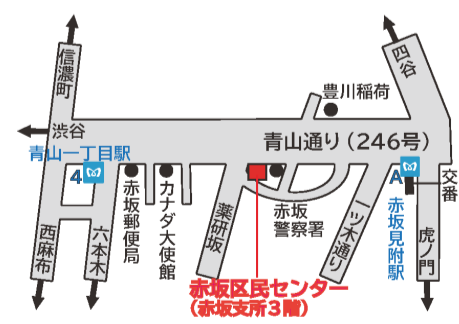 信濃町
四谷
豊川稲荷
渋谷
青山通り（246号）
青山一丁目駅
4
A
交番
赤坂郵便局
カナダ大使館
薬研坂
赤坂
警察署
一ツ木通り
赤坂見附駅
西麻布
六本木
虎ノ門
赤坂区民センター
（赤坂支所３階）